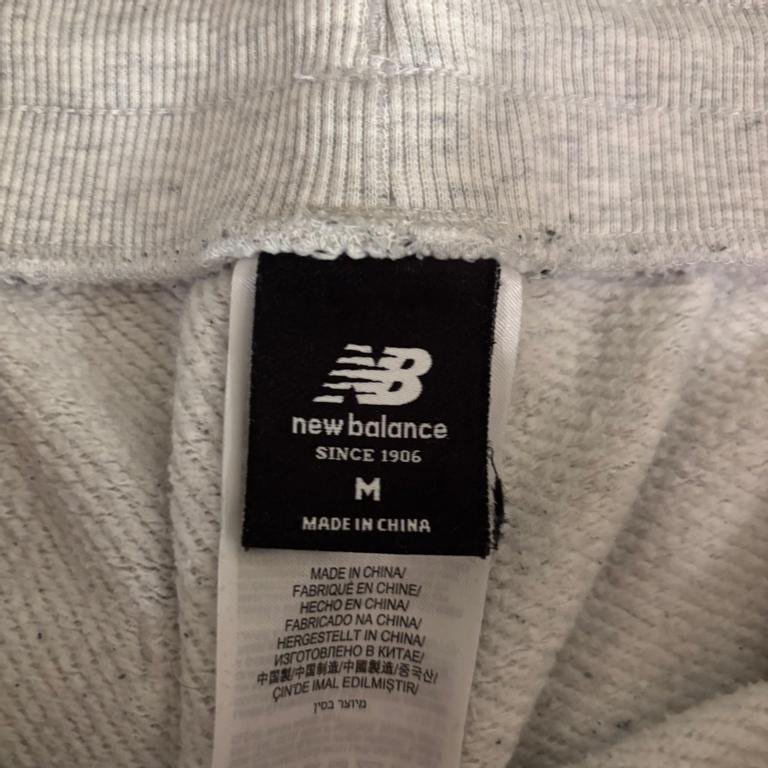 NB
new balance
SINCE 1906
M
MADE IN CHINA
MADE IN CHINA/
FABRIQUÉ EN CHINE/
HECHO EN CHINA/
FABRICADO NA CHINA/
HERGESTELLT IN CHINA/
ИЗГОТОВЛЕНО В КИТАЕ/
中国製/中国制造/中國製造/중국산/
ÇIN'DE IMAL EDILMIŞTIR/
מיוצר בסין